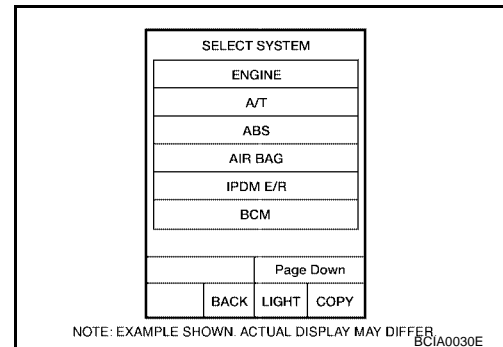 SELECT SYSTEM
ENGINE
A/T
ABS
AIR BAG
IPDM E/R
BCM
Page Down
BACK LIGHT COPY
NOTE: EXAMPLE SHOWN. ACTUAL DISPLAY MAY DIFFER.
BCIA0030E